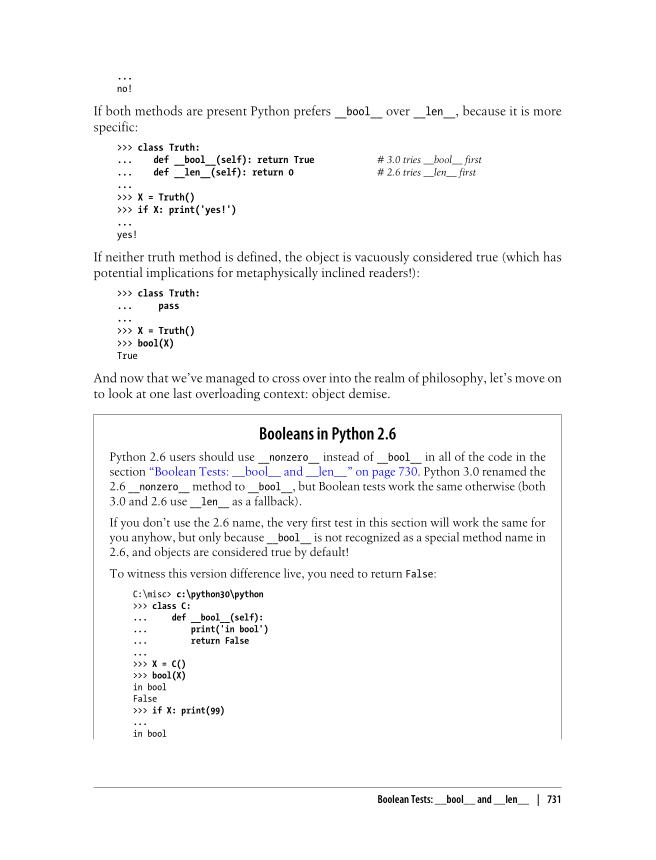 ...
no!
If both methods are present Python prefers __bool__ over __len__, because it is more
specific:
>>> class Truth:
...     def __bool__(self): return True          # 3.0 tries __bool__ first
...     def __len__(self): return 0              # 2.6 tries __len__ first
...
>>> X = Truth()
>>> if X: print('yes!')
...
yes!
If neither truth method is defined, the object is vacuously considered true (which has
potential implications for metaphysically inclined readers!):
>>> class Truth:
...     pass
...
>>> X = Truth()
>>> bool(X)
True
And now that we’ve managed to cross over into the realm of philosophy, let’s move on
to look at one last overloading context: object demise.
Booleans in Python 2.6
Python 2.6 users should use __nonzero__ instead of __bool__ in all of the code in the
section “Boolean Tests: __bool__ and __len__” on page 730. Python 3.0 renamed the
2.6 __nonzero__ method to __bool__, but Boolean tests work the same otherwise (both
3.0 and 2.6 use __len__ as a fallback).
If you don’t use the 2.6 name, the very first test in this section will work the same for
you anyhow, but only because __bool__ is not recognized as a special method name in
2.6, and objects are considered true by default!
To witness this version difference live, you need to return False:
C:\misc> c:\python30\python
>>> class C:
...     def __bool__(self):
...         print('in bool')
...         return False
...
>>> X = C()
>>> bool(X)
in bool
False
>>> if X: print(99)
...
in bool
Boolean Tests: __bool__ and __len__ | 731